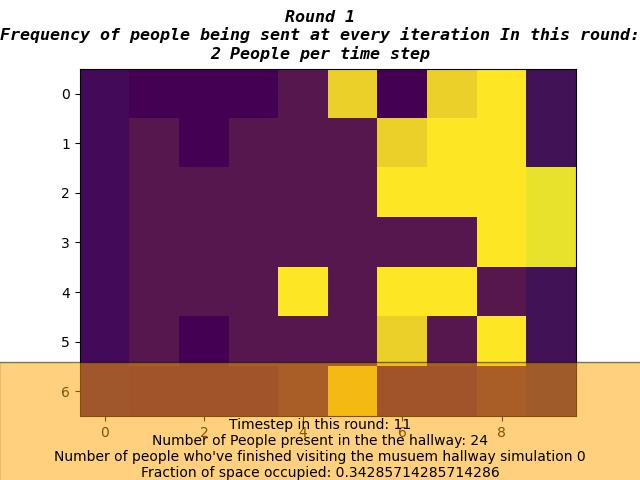 Round 1
Frequency of people being sent at every iteration In this round:
2 People per time step
0
1
2
3
4
5
6
0 2 4 6 8
Timestep in this round: 11
Number of People present in the the hallway: 24
Number of people who've finished visiting the musuem hallway simulation 0
Fraction of space occupied: 0.34285714285714286